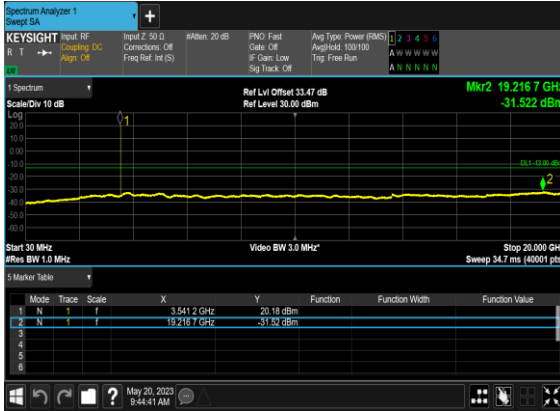 Spectrum Analyzer 1
Swept SA
+
KEYSIGHT Input: RF Input Z: 50 Ω #Atten: 20 dB PNO: Fast Avg Type: Power (RMS) 1 2 3 4 5 6
R T Coupling: DC Corrections: Off Gate: Off Avg|Hold: 100/100 A W W W W W
Align: Off Freq Ref: Int (S) IF Gain: Low Trig: Free Run
Sig Track: Off A N N N N N
1 Spectrum
Ref Lvl Offset 33.47 dB Mkr2 19.216 7 GHz
Scale/Div 10 dB Ref Level 30.00 dBm -31.522 dBm
Log
20.0
10.0
0.00
-10.0
-20.0
-30.0
-40.0
-50.0
-60.0
1
DL1 -13.00 dBm
2
Start 30 MHz Video BW 3.0 MHz* Stop 20.000 GHz
#Res BW 1.0 MHz Sweep 34.7 ms (40001 pts)
5 Marker Table
Mode Trace Scale X Y Function Function Width Function Value
1 N 1 f 3.541 2 GHz 20.18 dBm
2 N 1 f 19.216 7 GHz -31.52 dBm
3
4
5
6
? May 20, 2023
9:44:41 AM